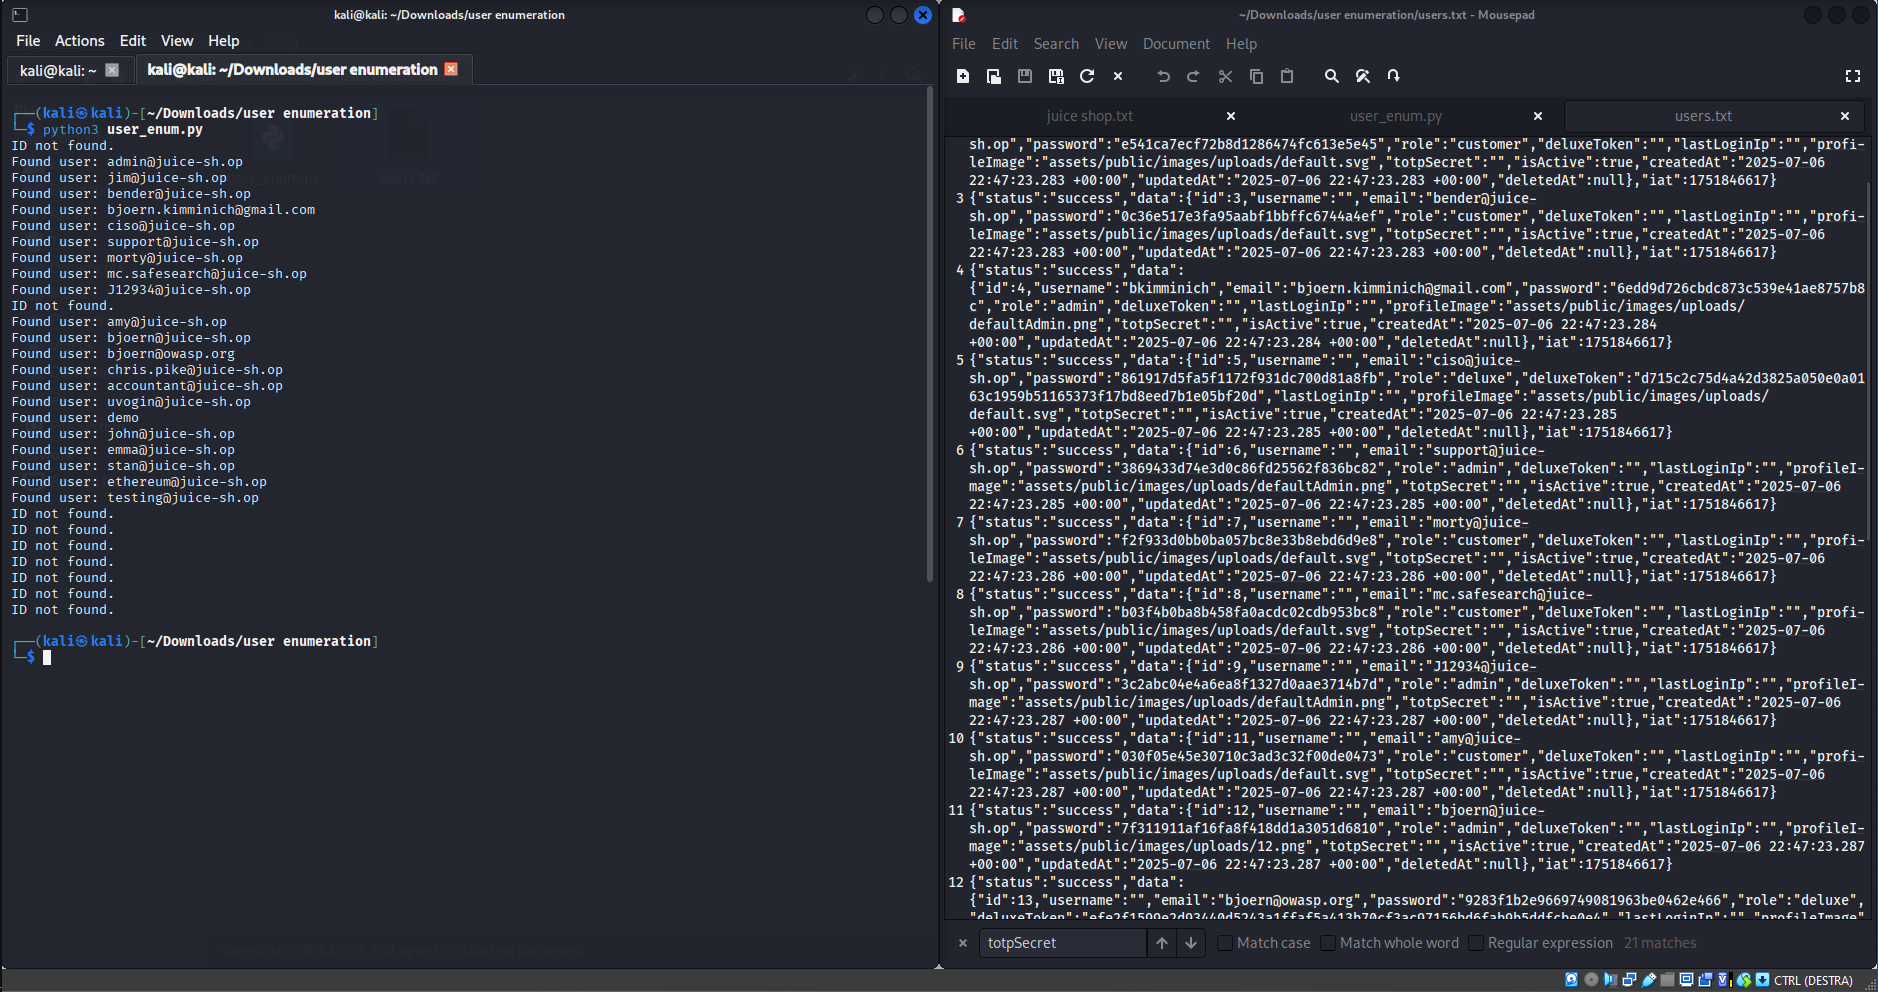 kali@kali: ~/Downloads/user enumeration
File Actions Edit View Help
kali@kali: ~
kali@kali: ~/Downloads/user enumeration
(kali㉿kali)-[~/Downloads/user enumeration]
$ python3 user_enum.py
ID not found.
Found user: admin@juice-sh.op
Found user: jim@juice-sh.op
Found user: bender@juice-sh.op
Found user: bjoern.kimminich@gmail.com
Found user: ciso@juice-sh.op
Found user: support@juice-sh.op
Found user: morty@juice-sh.op
Found user: mc.safesearch@juice-sh.op
Found user: J12934@juice-sh.op
ID not found.
Found user: amy@juice-sh.op
Found user: bjoern@juice-sh.op
Found user: bjoern@owasp.org
Found user: chris.pike@juice-sh.op
Found user: accountant@juice-sh.op
Found user: uvogin@juice-sh.op
Found user: demo
Found user: john@juice-sh.op
Found user: emma@juice-sh.op
Found user: stan@juice-sh.op
Found user: ethereum@juice-sh.op
Found user: testing@juice-sh.op
ID not found.
ID not found.
ID not found.
ID not found.
ID not found.
ID not found.
ID not found.
(kali㉿kali)-[~/Downloads/user enumeration]
$
~/Downloads/user enumeration/users.txt - Mousepad
File Edit Search View Document Help
juice shop.txt
user_enum.py
users.txt
sh.op","password":"e541ca7ecf72b8d1286474fc613e5e45","role":"customer","deluxeToken":"","lastLoginIp":"","profi-
leImage":"assets/public/images/uploads/default.svg","totpSecret":"","isActive":true,"createdAt":"2025-07-06
22:47:23.283 +00:00","updatedAt":"2025-07-06 22:47:23.283 +00:00","deletedAt":null},"iat":1751846617}
3 {"status":"success","data":{"id":3,"username":"","email":"bender@juice-
sh.op","password":"0c36e517e3fa95aabf1bbffc6744a4ef","role":"customer","deluxeToken":"","lastLoginIp":"","profi-
leImage":"assets/public/images/uploads/default.svg","totpSecret":"","isActive":true,"createdAt":"2025-07-06
22:47:23.283 +00:00","updatedAt":"2025-07-06 22:47:23.283 +00:00","deletedAt":null},"iat":1751846617}
4 {"status":"success","data":
{"id":4,"username":"bkimminich","email":"bjoern.kimminich@gmail.com","password":"6edd9d726cbdc873c539e41ae8757b8
c","role":"admin","deluxeToken":"","lastLoginIp":"","profileImage":"assets/public/images/uploads/
defaultAdmin.png","totpSecret":"","isActive":true,"createdAt":"2025-07-06 22:47:23.284
+00:00","updatedAt":"2025-07-06 22:47:23.284 +00:00","deletedAt":null},"iat":1751846617}
5 {"status":"success","data":{"id":5,"username":"","email":"ciso@juice-
sh.op","password":"861917d5fa5f1172f931dc700d81a8fb","role":"deluxe","deluxeToken":"d715c2c75d4a42d3825a050e0a01
63c1959b51165373f17bd8eed7b1e05bf20d","lastLoginIp":"","profileImage":"assets/public/images/uploads/
default.svg","totpSecret":"","isActive":true,"createdAt":"2025-07-06 22:47:23.285
+00:00","updatedAt":"2025-07-06 22:47:23.285 +00:00","deletedAt":null},"iat":1751846617}
6 {"status":"success","data":{"id":6,"username":"","email":"support@juice-
sh.op","password":"3869433d74e3d0c86fd25562f836bc82","role":"admin","deluxeToken":"","lastLoginIp":"","profileI-
mage":"assets/public/images/uploads/defaultAdmin.png","totpSecret":"","isActive":true,"createdAt":"2025-07-06
22:47:23.285 +00:00","updatedAt":"2025-07-06 22:47:23.285 +00:00","deletedAt":null},"iat":1751846617}
7 {"status":"success","data":{"id":7,"username":"","email":"morty@juice-
sh.op","password":"f2f933d0bb0ba057bc8e33b8ebd6d9e8","role":"customer","deluxeToken":"","lastLoginIp":"","profi-
leImage":"assets/public/images/uploads/default.svg","totpSecret":"","isActive":true,"createdAt":"2025-07-06
22:47:23.286 +00:00","updatedAt":"2025-07-06 22:47:23.286 +00:00","deletedAt":null},"iat":1751846617}
8 {"status":"success","data":{"id":8,"username":"","email":"mc.safesearch@juice-
sh.op","password":"b03f4b0ba8b458fa0acdc02cdb953bc8","role":"customer","deluxeToken":"","lastLoginIp":"","profi-
leImage":"assets/public/images/uploads/default.svg","totpSecret":"","isActive":true,"createdAt":"2025-07-06
22:47:23.286 +00:00","updatedAt":"2025-07-06 22:47:23.286 +00:00","deletedAt":null},"iat":1751846617}
9 {"status":"success","data":{"id":9,"username":"","email":"J12934@juice-
sh.op","password":"3c2abc04e4a6ea8f1327d0aae3714b7d","role":"admin","deluxeToken":"","lastLoginIp":"","profileI-
mage":"assets/public/images/uploads/defaultAdmin.png","totpSecret":"","isActive":true,"createdAt":"2025-07-06
22:47:23.287 +00:00","updatedAt":"2025-07-06 22:47:23.287 +00:00","deletedAt":null},"iat":1751846617}
10 {"status":"success","data":{"id":11,"username":"","email":"amy@juice-
sh.op","password":"030f05e45e30710c3ad3c32f00de0473","role":"customer","deluxeToken":"","lastLoginIp":"","profi-
leImage":"assets/public/images/uploads/default.svg","totpSecret":"","isActive":true,"createdAt":"2025-07-06
22:47:23.287 +00:00","updatedAt":"2025-07-06 22:47:23.287 +00:00","deletedAt":null},"iat":1751846617}
11 {"status":"success","data":{"id":12,"username":"","email":"bjoern@juice-
sh.op","password":"7f311911af16fa8f418dd1a3051d6810","role":"admin","deluxeToken":"","lastLoginIp":"","profileI-
mage":"assets/public/images/uploads/12.png","totpSecret":"","isActive":true,"createdAt":"2025-07-06 22:47:23.287
+00:00","updatedAt":"2025-07-06 22:47:23.287 +00:00","deletedAt":null},"iat":1751846617}
12 {"status":"success","data":
{"id":13,"username":"","email":"bjoern@owasp.org","password":"9283f1b2e9669749081963be0462e466","role":"deluxe",
"deluxeToken":"efe2f1599e2d93440d5243a1ffaf5a413b70cf3ac97156bd6fab9b5ddfcbe0e4","lastLoginIp":"","profileImage"
totpSecret
Match case
Match whole word
Regular expression
21 matches
CTRL (DESTRA)